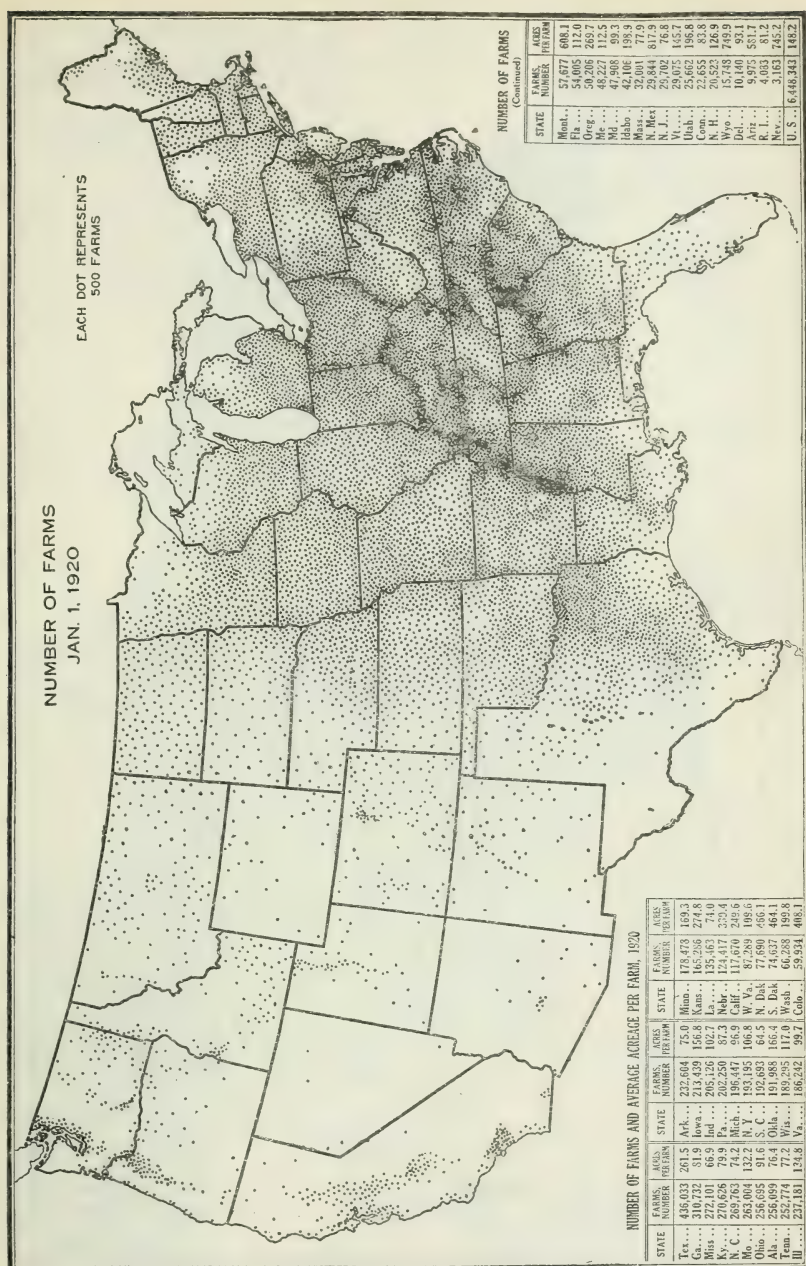 NUMBER OF FARMS
JAN. 1, 1920
EACH DOT REPRESENTS
500 FARMS
NUMBER OF FARMS AND AVERAGE ACREAGE PER FARM, 1920
STATE FARMS, NUMBER ACRES PER FARM STATE FARMS, NUMBER ACRES PER FARM STATE FARMS, NUMBER ACRES PER FARM
Tex.... 436,033 261.5 Ark... 232,604 75.0 Minn... 178,478 169.3
Ga.... 310,732 81.9 Iowa... 213,439 156.8 Kans... 165,286 274.8
Miss... 272,101 66.9 Ind... 205,126 102.7 La.... 135,463 74.0
Ky.... 270,626 79.9 Pa.... 202,250 87.3 Nebr.. 124,417 339.4
N. C... 269,763 74.2 Mich.. 196,447 96.9 Calif.. 117,670 249.6
Mo.... 263,004 132.2 N. Y... 193,195 106.8 W. Va. 87,289 109.6
Ohio... 256,695 91.6 S. C... 192,693 64.5 N. Dak 77,690 466.1
Ala.... 256,099 76.4 Okla... 191,988 166.4 S. Dak 74,637 464.1
Tenn... 252,774 77.2 Wis... 189,295 117.0 Wash.. 66,288 199.8
Ill.... 237,181 134.8 Va.... 186,242 99.7 Colo... 59,934 408.1
NUMBER OF FARMS
(Continued)
STATE FARMS, NUMBER ACRES PER FARM
Mont.. 57,677 608.1
Fla.... 54,005 112.0
Oreg... 50,206 269.7
Me.... 48,227 112.5
Md.... 47,908 99.3
Idaho.. 42,106 198.9
Mass.. 32,001 77.9
N. Mex 29,844 817.9
N. J... 29,702 76.8
Vt.... 29,075 145.7
Utah.. 25,662 196.8
Conn.. 22,655 83.8
N. H... 20,523 126.9
Wyo... 15,748 749.9
Del.... 10,140 93.1
Ariz... 9,975 581.7
R. I... 4,083 81.2
Nev.... 3,163 745.2
U. S... 6,448,343 148.2